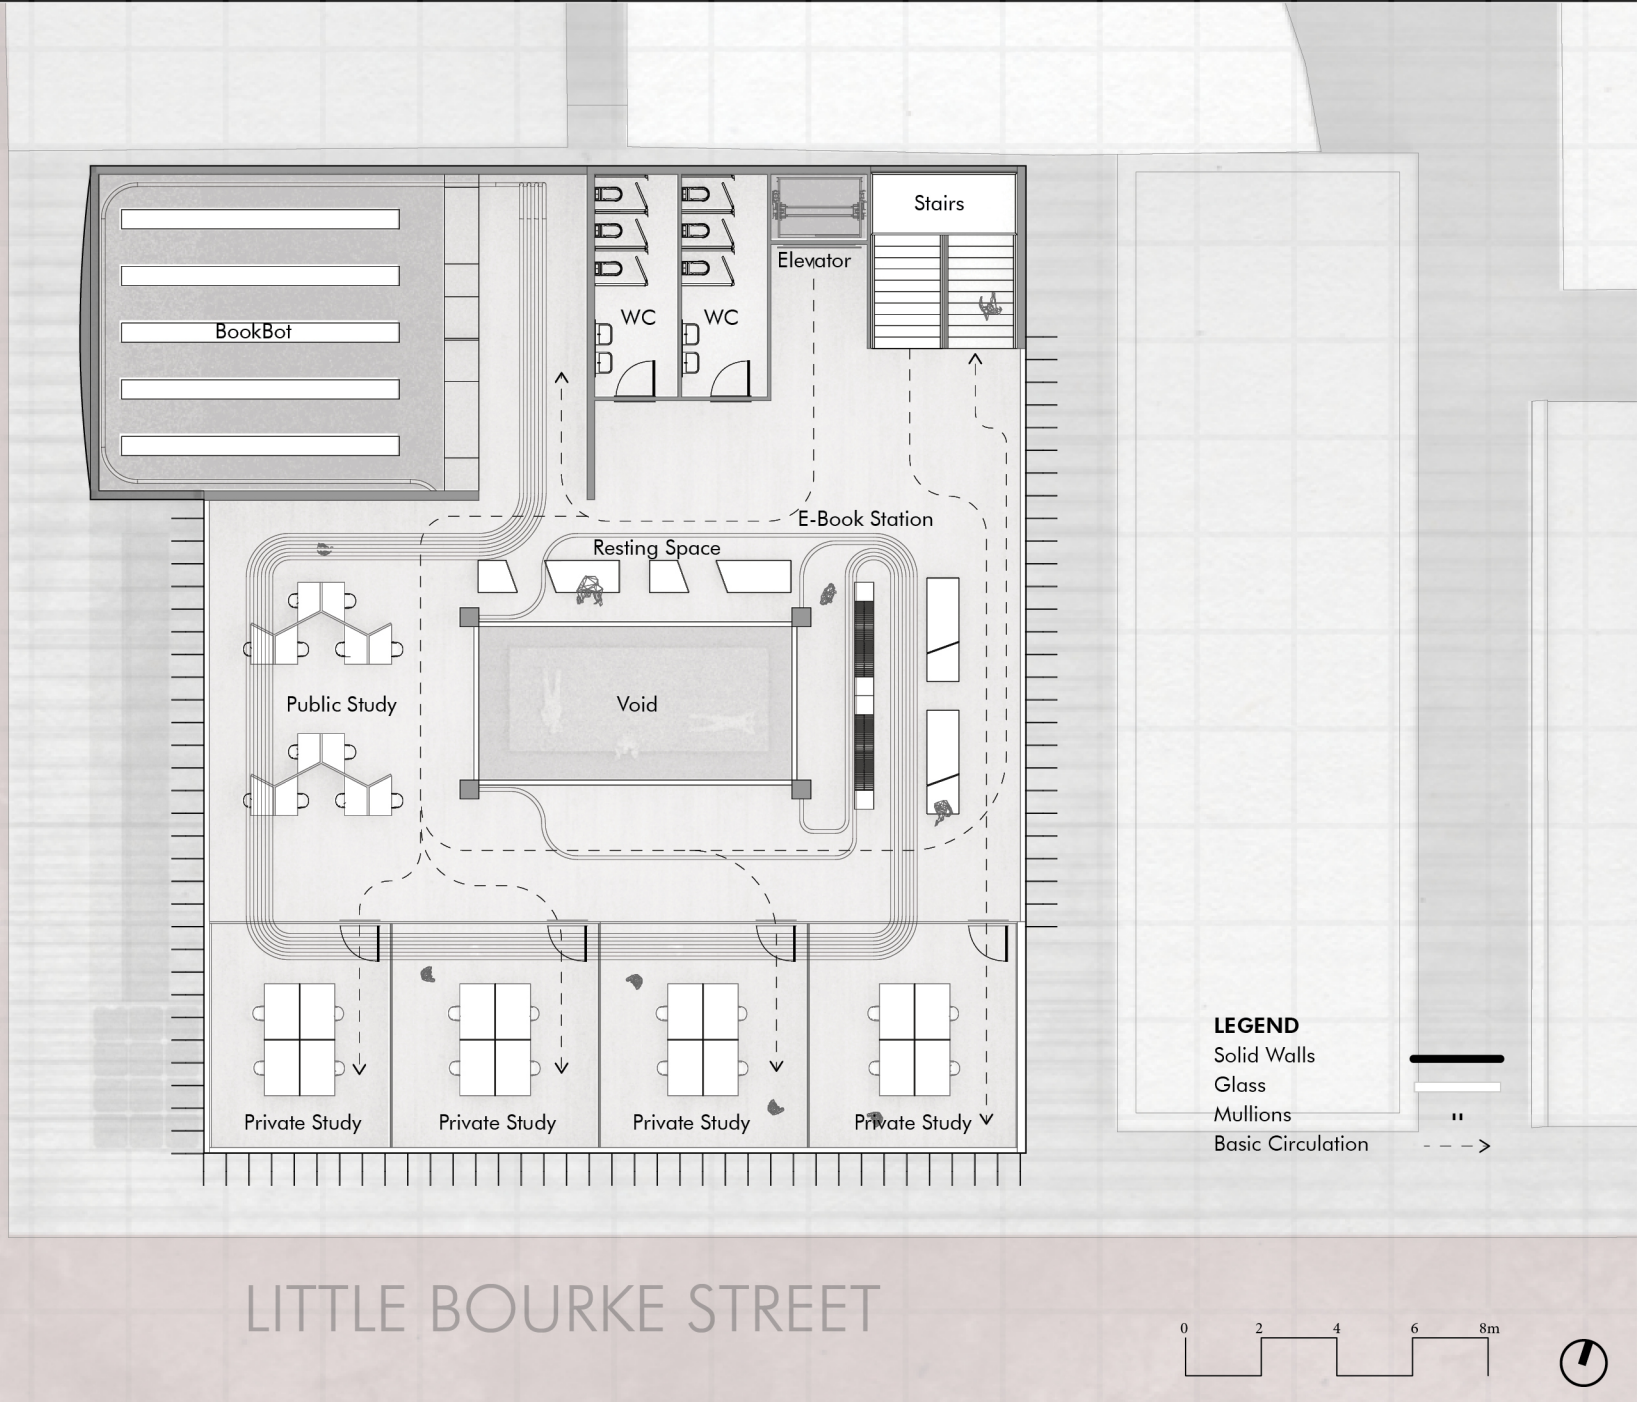 Stairs
Elevator
WC
WC
BookBot
E-Book Station
Resting Space
Public Study
Void
Private Study
Private Study
Private Study
Private Study
LEGEND
Solid Walls
Glass
Mullions
Basic Circulation
LITTLE BOURKE STREET
0 2 4 6 8m